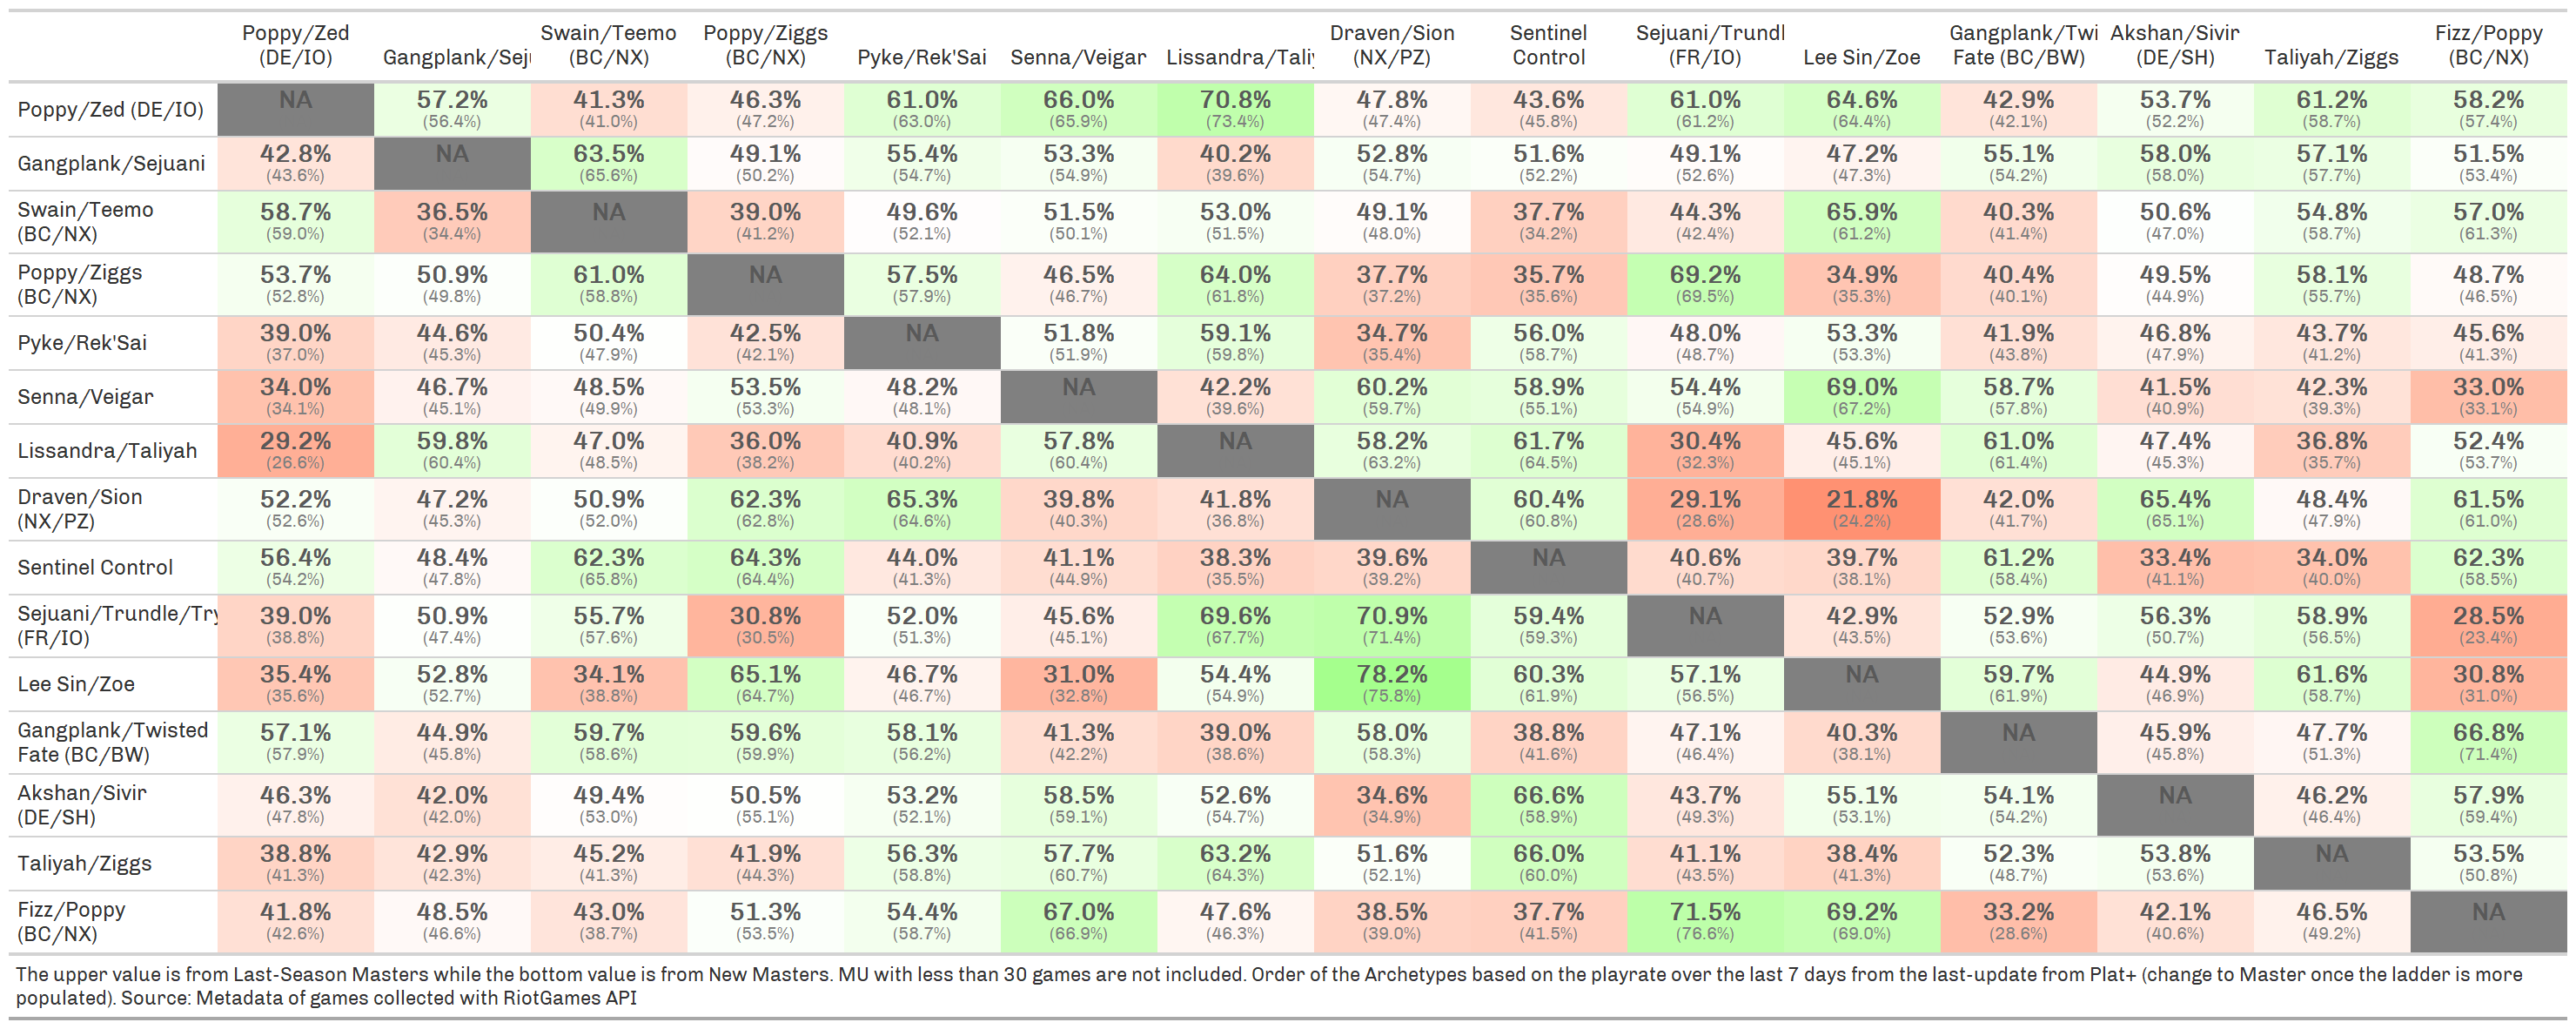 Poppy/Zed (DE/IO) Gangplank/Sej Swain/Teemo (BC/NX) Poppy/Ziggs (BC/NX) Pyke/Rek'Sai Senna/Veigar Lissandra/Tali Draven/Sion (NX/PZ) Sentinel Control Sejuani/Trundl (FR/IO) Lee Sin/Zoe Gangplank/Twi Fate (BC/BW) Akshan/Sivir (DE/SH) Taliyah/Ziggs Fizz/Poppy (BC/NX)
Poppy/Zed (DE/IO) NA 57.2% 41.3% 46.3% 61.0% 66.0% 70.8% 47.8% 43.6% 61.0% 64.6% 42.9% 53.7% 61.2% 58.2%
(56.4%) (41.0%) (47.2%) (63.0%) (65.9%) (73.4%) (47.4%) (45.8%) (61.2%) (64.4%) (42.1%) (52.2%) (58.7%) (57.4%)
Gangplank/Sejuani 42.8% NA 63.5% 49.1% 55.4% 53.3% 40.2% 52.8% 51.6% 49.1% 47.2% 55.1% 58.0% 57.1% 51.5%
(43.6%) (65.6%) (50.2%) (54.7%) (54.9%) (39.6%) (54.7%) (52.2%) (52.6%) (47.3%) (54.2%) (58.0%) (57.7%) (53.4%)
Swain/Teemo 58.7% 36.5% NA 39.0% 49.6% 51.5% 53.0% 49.1% 37.7% 44.3% 65.9% 40.3% 50.6% 54.8% 57.0%
(BC/NX) (59.0%) (34.4%) (41.2%) (52.1%) (50.1%) (51.5%) (48.0%) (34.2%) (42.4%) (61.2%) (41.4%) (47.0%) (58.7%) (61.3%)
Poppy/Ziggs 53.7% 50.9% 61.0% NA 57.5% 46.5% 64.0% 37.7% 35.7% 69.2% 34.9% 40.4% 49.5% 58.1% 48.7%
(BC/NX) (52.8%) (49.8%) (58.8%) (57.9%) (46.7%) (61.8%) (37.2%) (35.6%) (69.5%) (35.3%) (40.1%) (44.9%) (55.7%) (46.5%)
Pyke/Rek'Sai 39.0% 44.6% 50.4% 42.5% NA 51.8% 59.1% 34.7% 56.0% 48.0% 53.3% 41.9% 46.8% 43.7% 45.6%
(37.0%) (45.3%) (47.9%) (42.1%) (51.9%) (59.8%) (35.4%) (58.7%) (48.7%) (53.3%) (43.8%) (47.9%) (41.2%) (41.3%)
Senna/Veigar 34.0% 46.7% 48.5% 53.5% 48.2% NA 42.2% 60.2% 58.9% 54.4% 69.0% 58.7% 41.5% 42.3% 33.0%
(34.1%) (45.1%) (49.9%) (53.3%) (48.1%) (39.6%) (59.7%) (55.1%) (54.9%) (67.2%) (57.8%) (40.9%) (39.3%) (33.1%)
Lissandra/Taliyah 29.2% 59.8% 47.0% 36.0% 40.9% 57.8% NA 58.2% 61.7% 30.4% 45.6% 61.0% 47.4% 36.8% 52.4%
(26.6%) (60.4%) (48.5%) (38.2%) (40.2%) (60.4%) (63.2%) (64.5%) (32.3%) (45.1%) (61.4%) (45.3%) (35.7%) (53.7%)
Draven/Sion 52.2% 47.2% 50.9% 62.3% 65.3% 39.8% 41.8% NA 60.4% 29.1% 21.8% 42.0% 65.4% 48.4% 61.5%
(NX/PZ) (52.6%) (45.3%) (52.0%) (62.8%) (64.6%) (40.3%) (36.8%) (60.8%) (28.6%) (24.2%) (41.7%) (65.1%) (47.9%) (61.0%)
Sentinel Control 56.4% 48.4% 62.3% 64.3% 44.0% 41.1% 38.3% 39.6% NA 40.6% 39.7% 61.2% 33.4% 34.0% 62.3%
(54.2%) (47.8%) (65.8%) (64.4%) (41.3%) (44.9%) (35.5%) (39.2%) (40.7%) (38.1%) (58.4%) (41.1%) (40.0%) (58.5%)
Sejuani/Trundle/Try 39.0% 50.9% 55.7% 30.8% 52.0% 45.6% 69.6% 70.9% 59.4% NA 42.9% 52.9% 56.3% 58.9% 28.5%
(FR/IO) (38.8%) (47.4%) (57.6%) (30.5%) (51.3%) (45.1%) (67.7%) (71.4%) (59.3%) (43.5%) (53.6%) (50.7%) (56.5%) (23.4%)
Lee Sin/Zoe 35.4% 52.8% 34.1% 65.1% 46.7% 31.0% 54.4% 78.2% 60.3% 57.1% NA 59.7% 44.9% 61.6% 30.8%
(35.6%) (52.7%) (38.8%) (64.7%) (46.7%) (32.8%) (54.9%) (75.8%) (61.9%) (56.5%) (61.9%) (46.9%) (58.7%) (31.0%)
Gangplank/Twisted 57.1% 44.9% 59.7% 59.6% 58.1% 41.3% 39.0% 58.0% 38.8% 47.1% 40.3% NA 45.9% 47.7% 66.8%
Fate (BC/BW) (57.9%) (45.8%) (58.6%) (59.9%) (56.2%) (42.2%) (38.6%) (58.3%) (41.6%) (46.4%) (38.1%) (45.8%) (51.3%) (71.4%)
Akshan/Sivir 46.3% 42.0% 49.4% 50.5% 53.2% 58.5% 52.6% 34.6% 66.6% 43.7% 55.1% 54.1% NA 46.2% 57.9%
(DE/SH) (47.8%) (42.0%) (53.0%) (55.1%) (52.1%) (59.1%) (54.7%) (34.9%) (58.9%) (49.3%) (53.1%) (54.2%) (46.4%) (59.4%)
Taliyah/Ziggs 38.8% 42.9% 45.2% 41.9% 56.3% 57.7% 63.2% 51.6% 66.0% 41.1% 38.4% 52.3% 53.8% NA 53.5%
(41.3%) (42.3%) (41.3%) (44.3%) (58.8%) (60.7%) (64.3%) (52.1%) (60.0%) (43.5%) (41.3%) (48.7%) (53.6%) (50.8%)
Fizz/Poppy 41.8% 48.5% 43.0% 51.3% 54.4% 67.0% 47.6% 38.5% 37.7% 71.5% 69.2% 33.2% 42.1% 46.5% NA
(BC/NX) (42.6%) (46.6%) (38.7%) (53.5%) (58.7%) (66.9%) (46.3%) (39.0%) (41.5%) (76.6%) (69.0%) (28.6%) (40.6%) (49.2%)
The upper value is from Last-Season Masters while the bottom value is from New Masters. MU with less than 30 games are not included. Order of the Archetypes based on the playrate over the last 7 days from the last-update from Plat+ (change to Master once the ladder is more
populated). Source: Metadata of games collected with RiotGames API